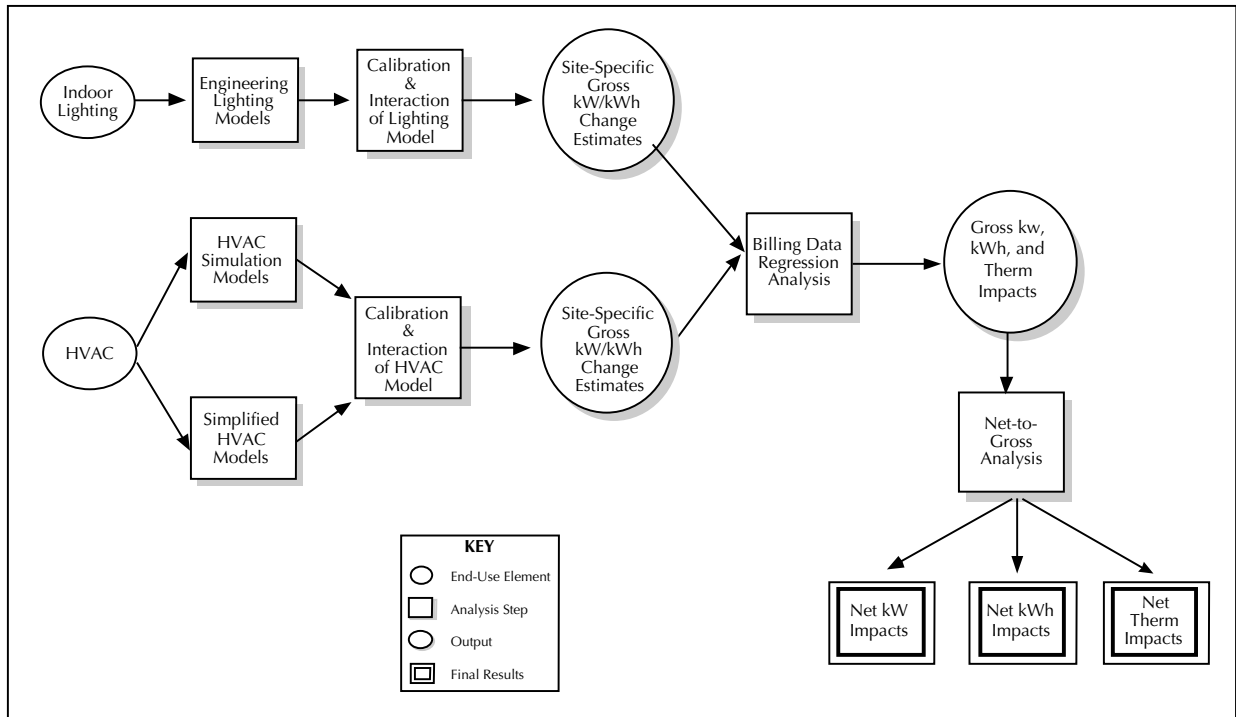 Indoor
Lighting
Engineering
Lighting
Models
Calibration
&
Interaction
of Lighting
Model
Site-Specific
Gross
kW/kWh
Change
Estimates
HVAC
HVAC
Simulation
Models
Simplified
HVAC
Models
Calibration
&
Interaction
of HVAC
Model
Site-Specific
Gross
kW/kWh
Change
Estimates
Billing Data
Regression
Analysis
Gross kw,
kWh, and
Therm
Impacts
Net-to-
Gross
Analysis
Net kW
Impacts
Net kWh
Impacts
Net
Therm
Impacts
KEY
End-Use Element
Analysis Step
Output
Final Results